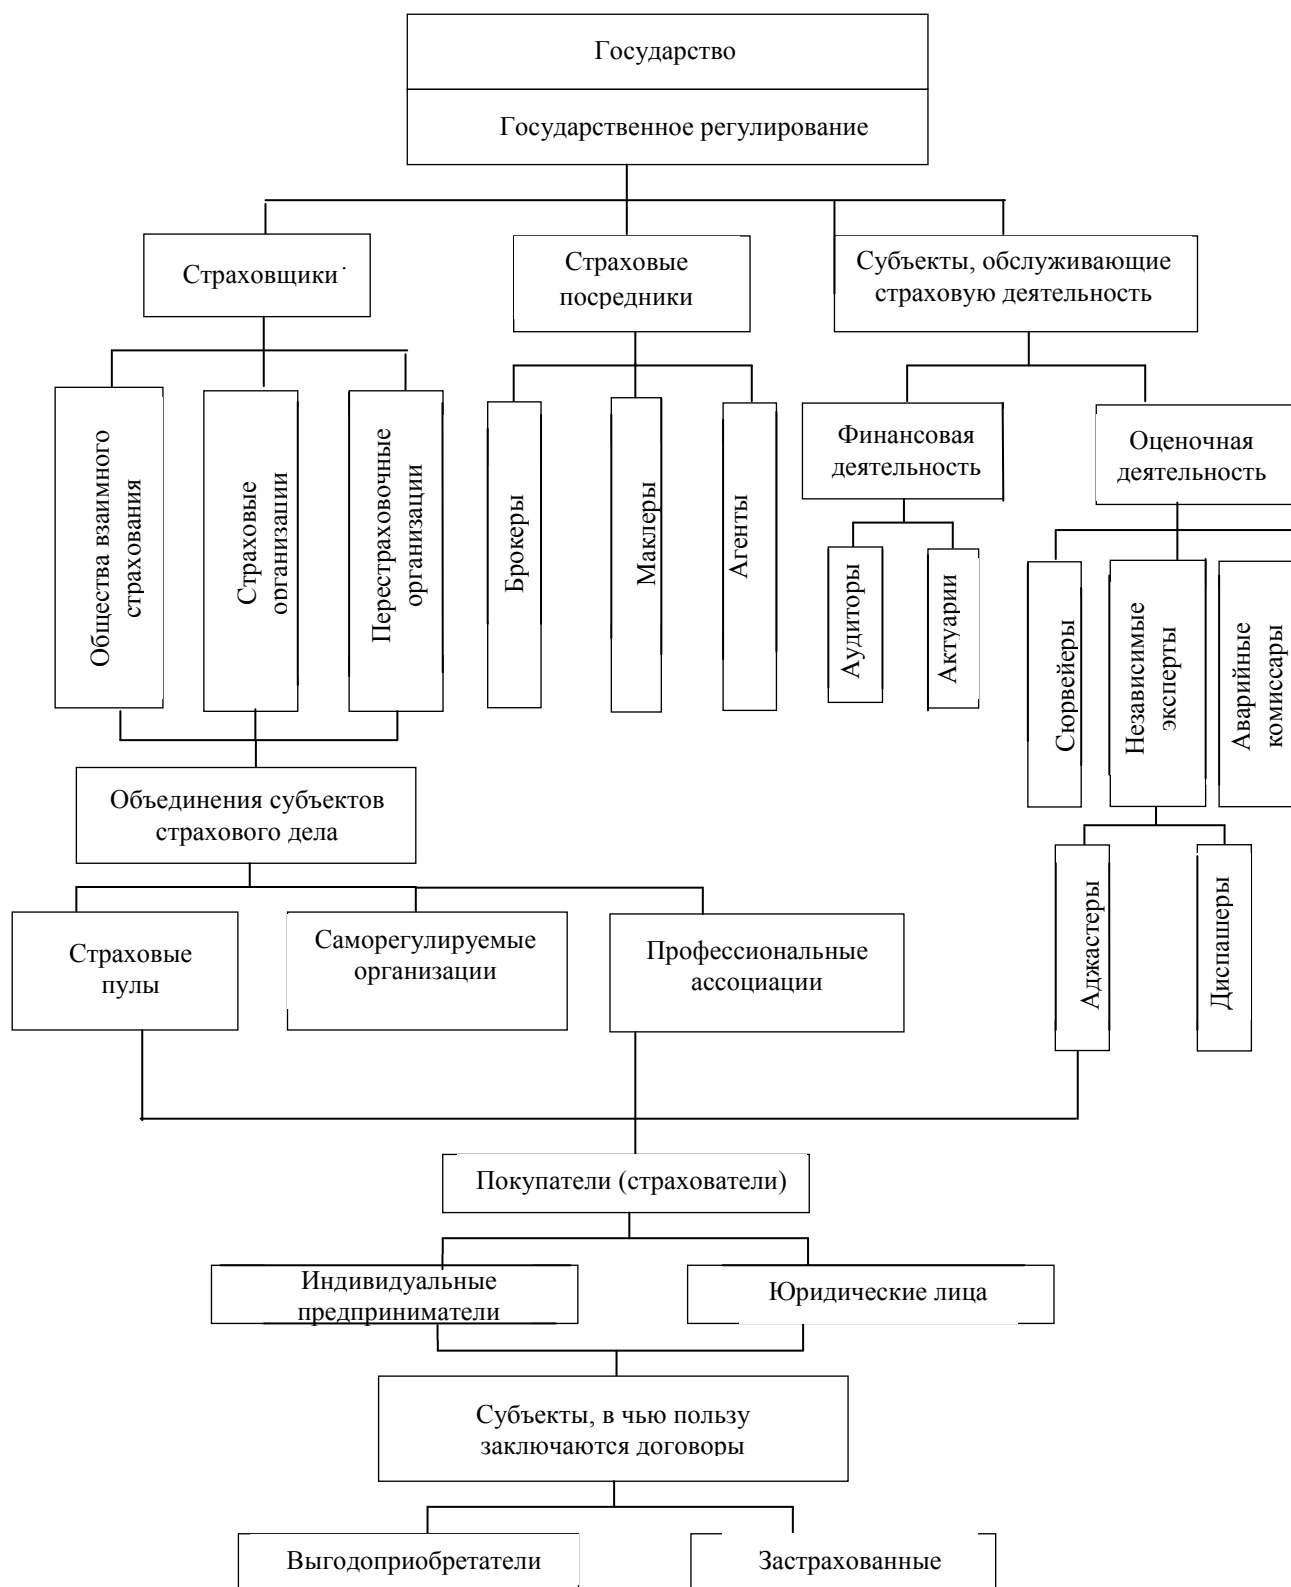 Государство
Государственное регулирование
Страховщики
Страховые
посредники
Субъекты, обслуживающие
страховую деятельность
Общества взаимного
страхования
Страховые
организации
Перестраховочные
организации
Брокеры
Маклеры
Агенты
Финансовая
деятельность
Оценочная
деятельность
Аудиторы
Актуарии
Сюрвейеры
Независимые
эксперты
Аварийные
комиссары
Объединения субъектов
страхового дела
Аджастеры
Диспашеры
Страховые
пулы
Саморегулируемые
организации
Профессиональные
ассоциации
Покупатели (страхователи)
Индивидуальные
предприниматели
Юридические лица
Субъекты, в чью пользу
заключаются договоры
Выгодоприобретатели
Застрахованные